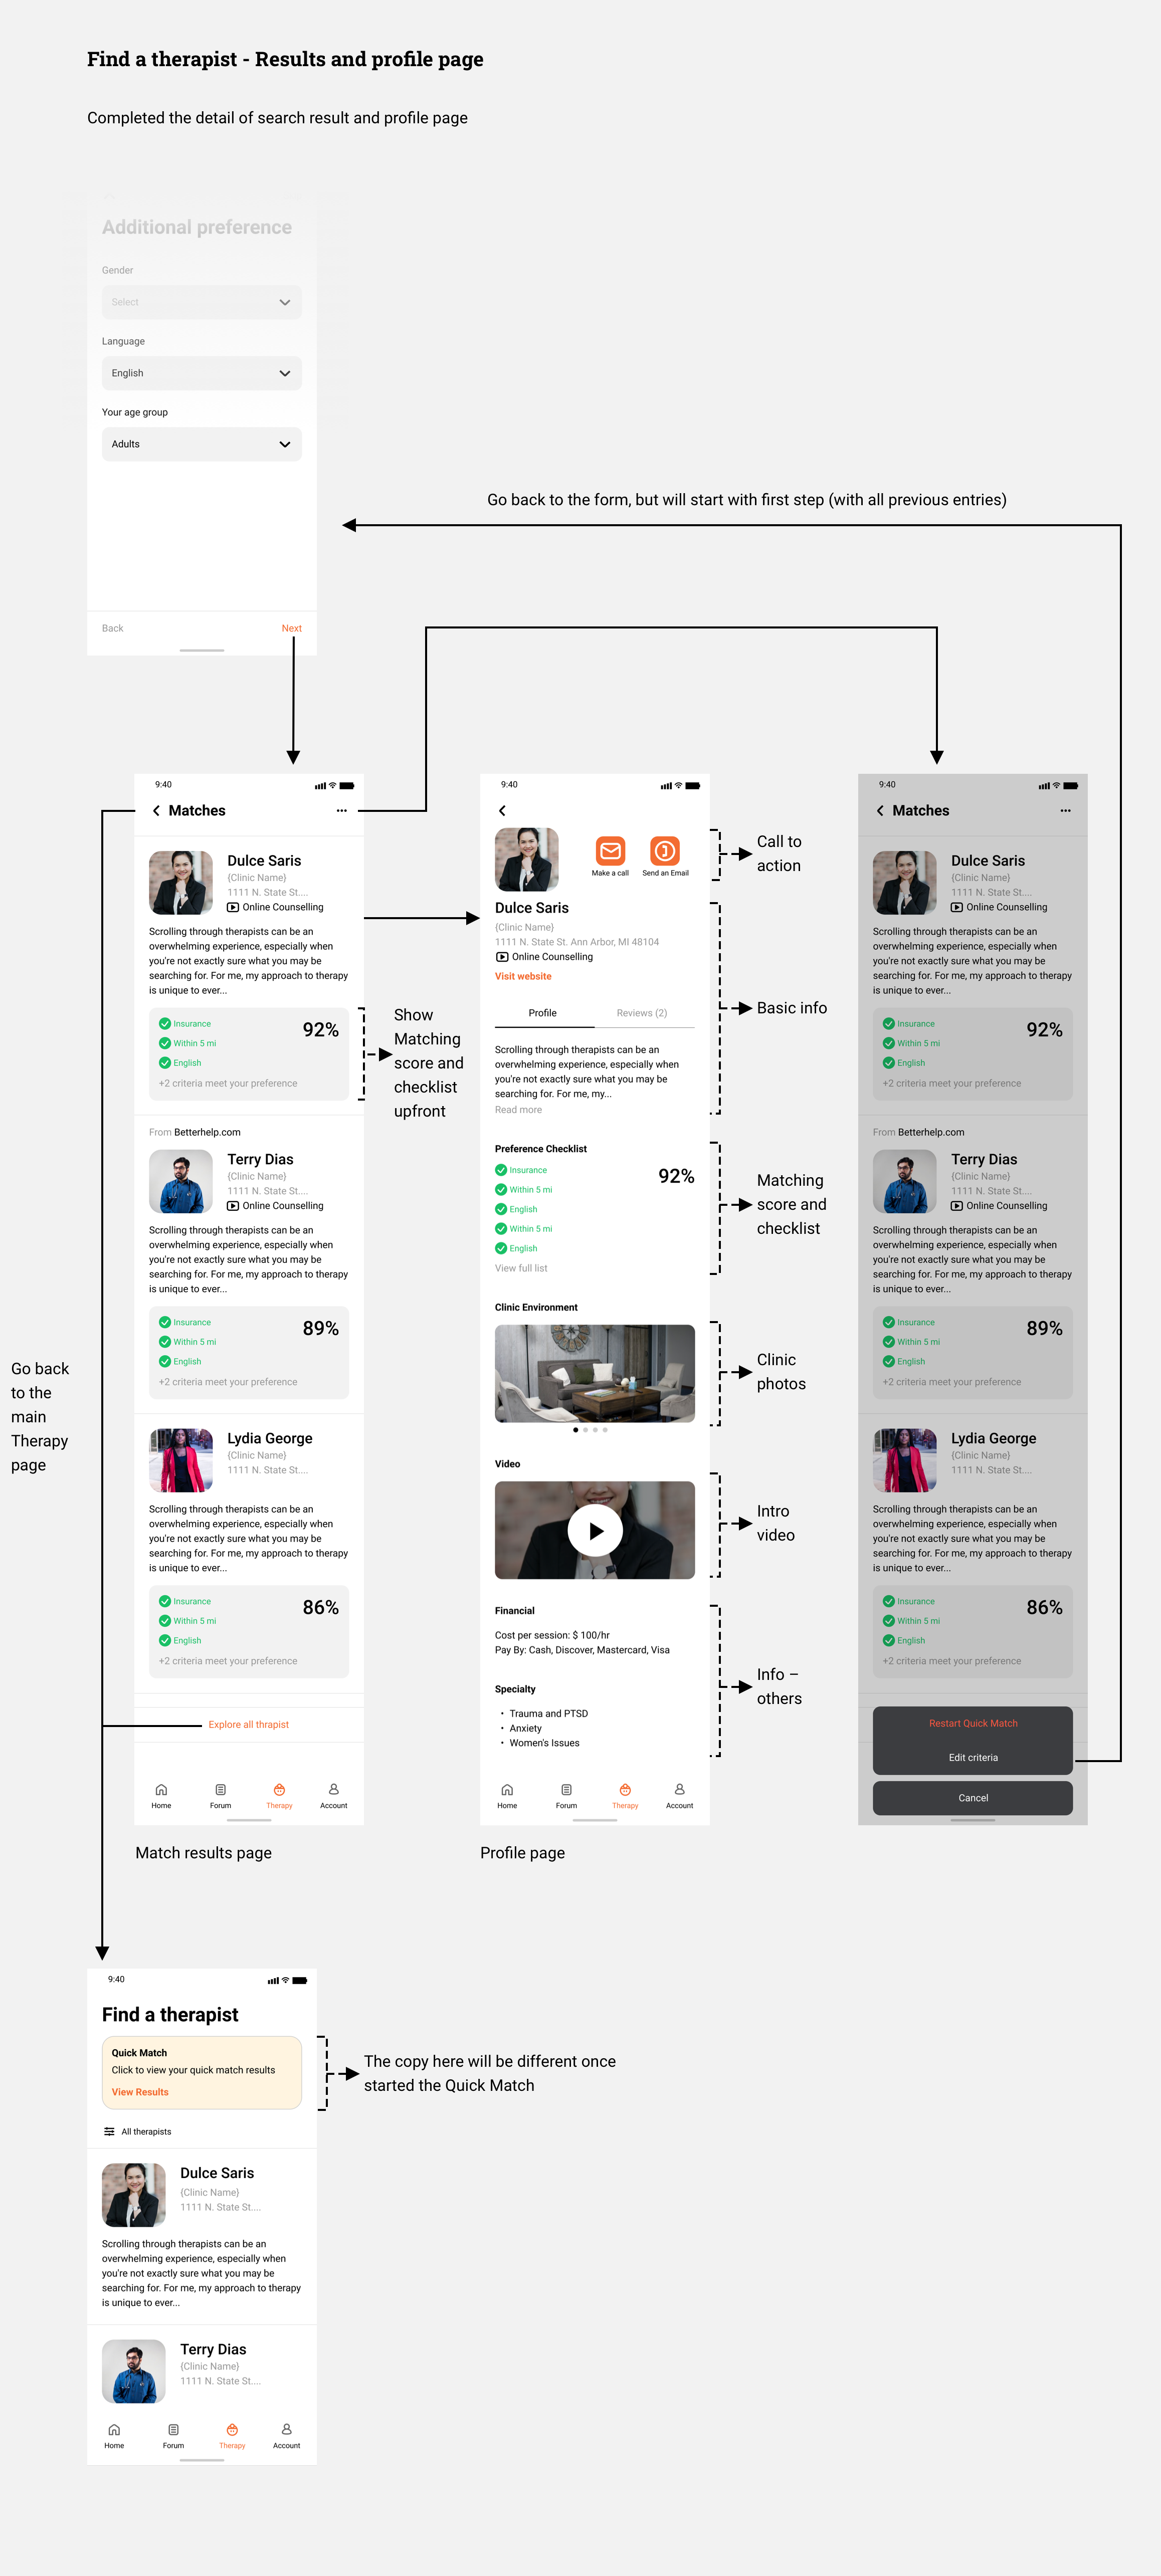 Find a therapist - Results and profile page
Completed the detail of search result and profile page
Additional preference
Gender
Select
Language
English
Your age group
Adults
Back
Next
Go back to the form, but will start with first step (with all previous entries)
9:40
Matches
Dulce Saris
{Clinic Name}
1111 N. State St....
Online Counselling
Scrolling through therapists can be an
overwhelming experience, especially when
you're not exactly sure what you may be
searching for. For me, my approach to therapy
is unique to ever...
Insurance
92%
Within 5 mi
English
+2 criteria meet your preference
From Betterhelp.com
Terry Dias
{Clinic Name}
1111 N. State St....
Online Counselling
Scrolling through therapists can be an
overwhelming experience, especially when
you're not exactly sure what you may be
searching for. For me, my approach to therapy
is unique to ever...
Insurance
89%
Within 5 mi
English
+2 criteria meet your preference
Lydia George
{Clinic Name}
1111 N. State St....
Scrolling through therapists can be an
overwhelming experience, especially when
you're not exactly sure what you may be
searching for. For me, my approach to therapy
is unique to ever...
Insurance
86%
Within 5 mi
English
+2 criteria meet your preference
Explore all thrapist
Home
Forum
Therapy
Account
Match results page
Show
Matching
score and
checklist
upfront
Go back
to the
main
Therapy
page
9:40
Make a call
Send an Email
Dulce Saris
{Clinic Name}
1111 N. State St. Ann Arbor, MI 48104
Online Counselling
Visit website
Profile
Reviews (2)
Scrolling through therapists can be an
overwhelming experience, especially when
you're not exactly sure what you may be
searching for. For me, my...
Read more
Preference Checklist
Insurance
92%
Within 5 mi
English
Within 5 mi
English
View full list
Clinic Environment
Video
Financial
Cost per session: $ 100/hr
Pay By: Cash, Discover, Mastercard, Visa
Specialty
• Trauma and PTSD
• Anxiety
• Women's Issues
Home
Forum
Therapy
Account
Profile page
Call to
action
Basic info
Matching
score and
checklist
Clinic
photos
Intro
video
Info –
others
9:40
Matches
Dulce Saris
{Clinic Name}
1111 N. State St....
Online Counselling
Scrolling through therapists can be an
overwhelming experience, especially when
you're not exactly sure what you may be
searching for. For me, my approach to therapy
is unique to ever...
Insurance
92%
Within 5 mi
English
+2 criteria meet your preference
From Betterhelp.com
Terry Dias
{Clinic Name}
1111 N. State St....
Online Counselling
Scrolling through therapists can be an
overwhelming experience, especially when
you're not exactly sure what you may be
searching for. For me, my approach to therapy
is unique to ever...
Insurance
89%
Within 5 mi
English
+2 criteria meet your preference
Lydia George
{Clinic Name}
1111 N. State St....
Scrolling through therapists can be an
overwhelming experience, especially when
you're not exactly sure what you may be
searching for. For me, my approach to therapy
is unique to ever...
Insurance
86%
Within 5 mi
English
+2 criteria meet your preference
Restart Quick Match
Edit criteria
Cancel
9:40
Find a therapist
Quick Match
Click to view your quick match results
View Results
All therapists
Dulce Saris
{Clinic Name}
1111 N. State St....
Scrolling through therapists can be an
overwhelming experience, especially when
you're not exactly sure what you may be
searching for. For me, my approach to therapy
is unique to ever...
Terry Dias
{Clinic Name}
1111 N. State St....
Home
Forum
Therapy
Account
The copy here will be different once
started the Quick Match